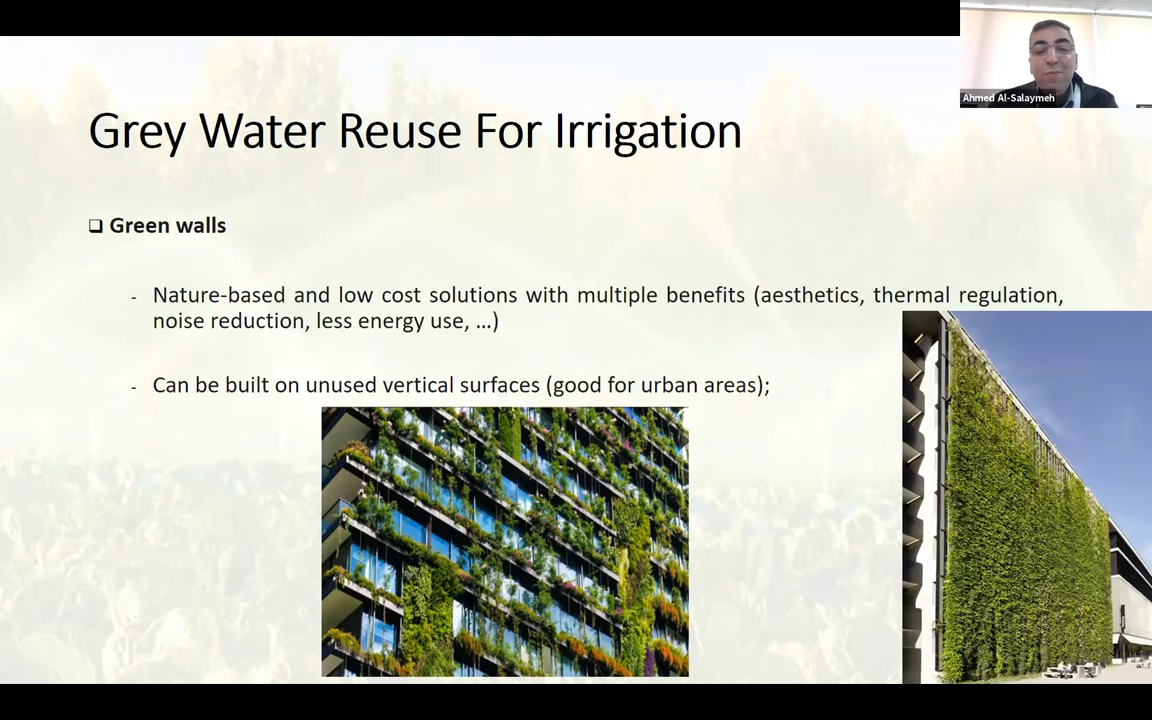 Ahmed Al-Salaymeh
Grey Water Reuse For Irrigation
❑ Green walls
- Nature-based and low cost solutions with multiple benefits (aesthetics, thermal regulation,
noise reduction, less energy use, ...)
- Can be built on unused vertical surfaces (good for urban areas);